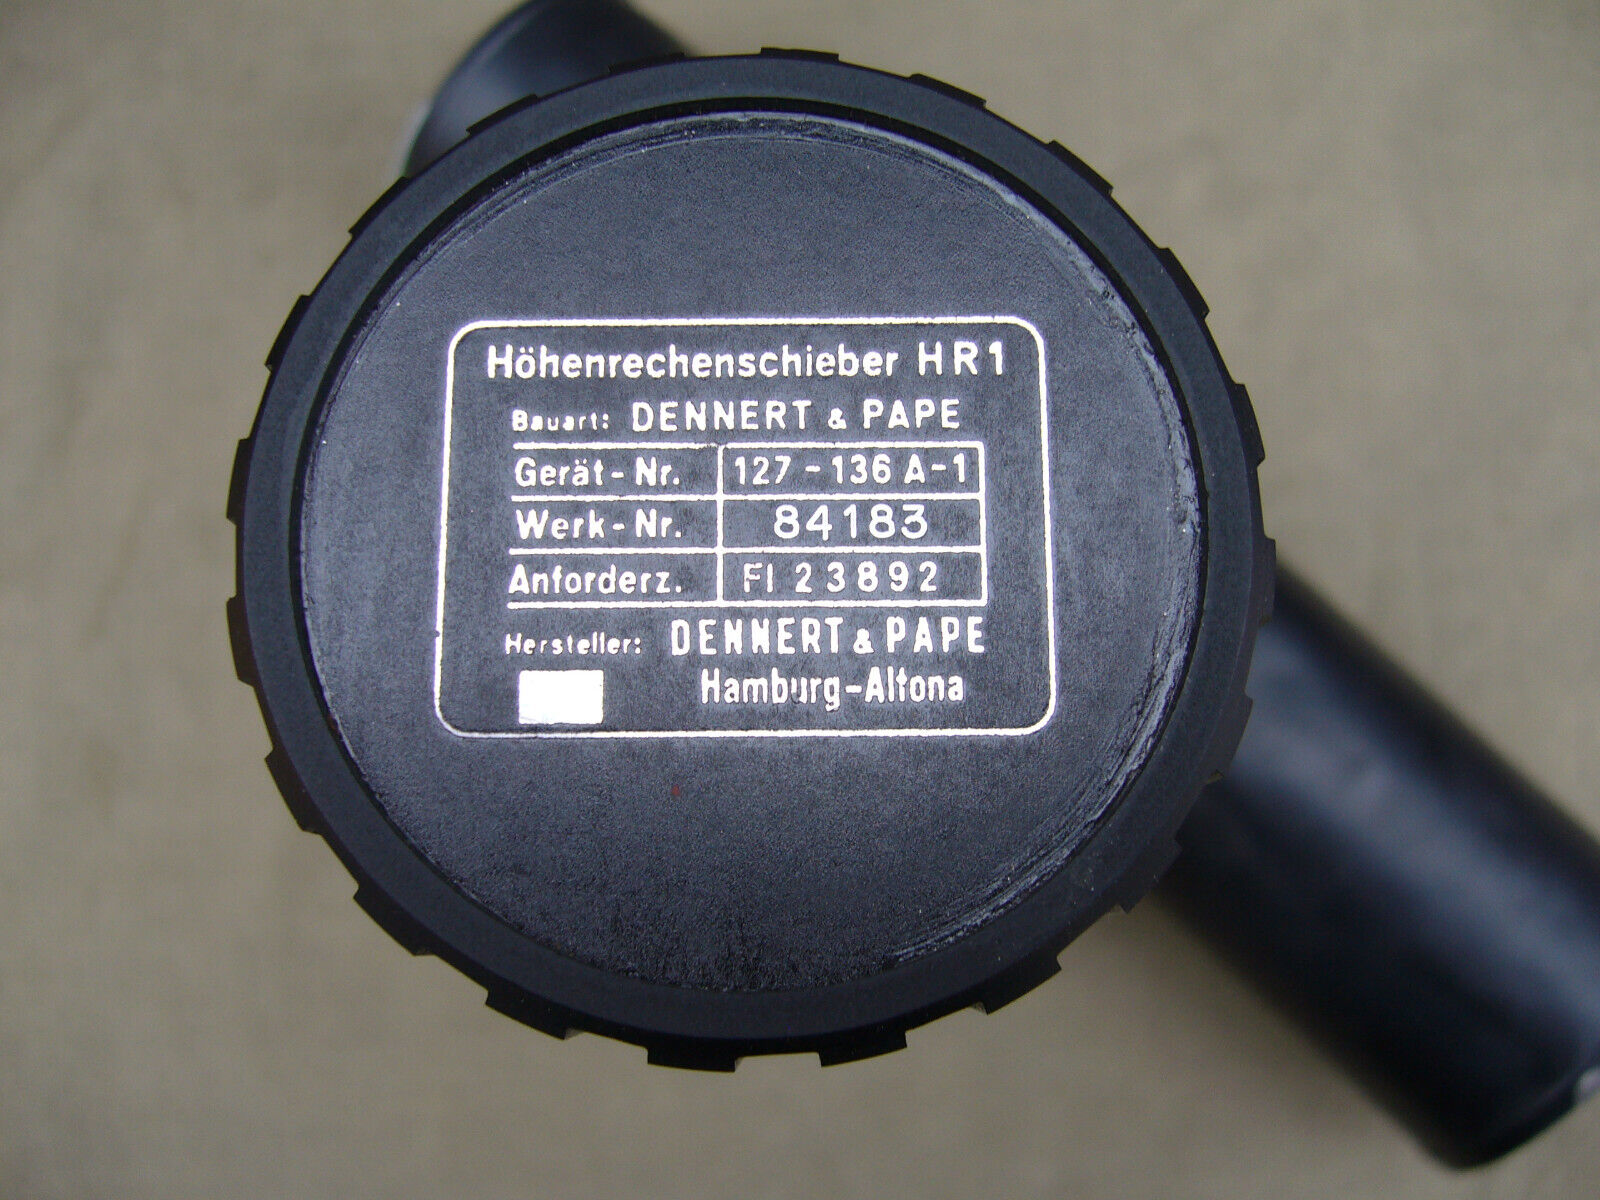 Höhenrechenschieber HR1
Bauart: DENNERT & PAPE
Gerät-Nr. 127-136 A-1
Werk-Nr. 84183
Anforderz. Fl 23892
Hersteller: DENNERT & PAPE
Hamburg-Altona